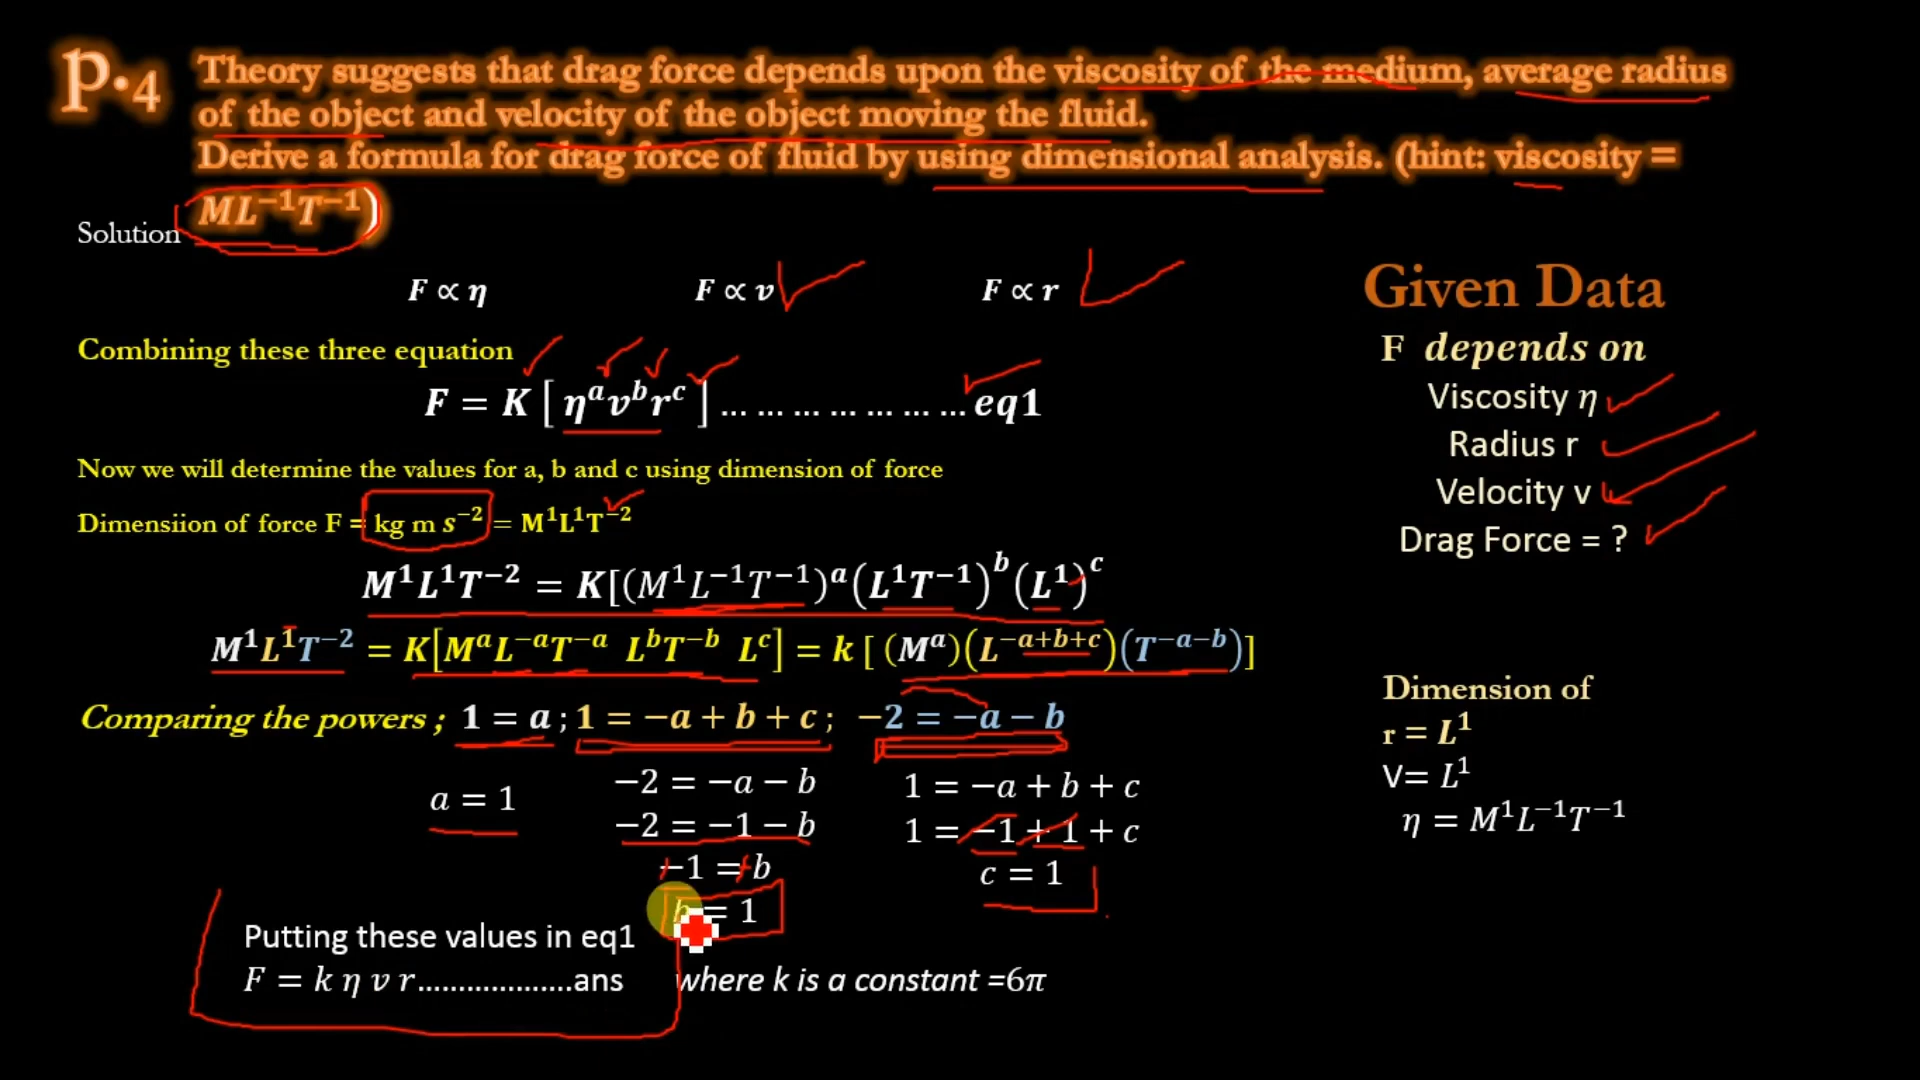 p.4
Theory suggests that drag force depends upon the viscosity of the medium, average radius
of the object and velocity of the object moving the fluid.
Derive a formula for drag force of fluid by using dimensional analysis. (hint: viscosity =
ML⁻¹T⁻¹)
Solution
F ∝ η F ∝ v F ∝ r
Combining these three equation
F = K [ηᵃvᵇrᶜ] ... ... ... ... ... ... ... eq1
Now we will determine the values for a, b and c using dimension of force
Dimensiion of force F = kg m s⁻² = M¹L¹T⁻²
M¹L¹T⁻² = K[(M¹L⁻¹T⁻¹)ᵃ(L¹T⁻¹)ᵇ(L¹)ᶜ
M¹L¹T⁻² = K[MᵃL⁻ᵃT⁻ᵃ LᵇT⁻ᵇ Lᶜ] = k [ (Mᵃ)(L⁻ᵃ⁺ᵇ⁺ᶜ)(T⁻ᵃ⁻ᵇ)]
Comparing the powers ; 1 = a ; 1 = −a + b + c ; −2 = −a − b
a = 1
−2 = −a − b
−2 = −1 − b
−1 = −b
b = 1
1 = −a + b + c
1 = −1 + 1 + c
c = 1
Putting these values in eq1
F = k η v r...................ans where k is a constant =6π
Given Data
F depends on
Viscosity η
Radius r
Velocity v
Drag Force = ?
Dimension of
r = L¹
V= L¹
η = M¹L⁻¹T⁻¹